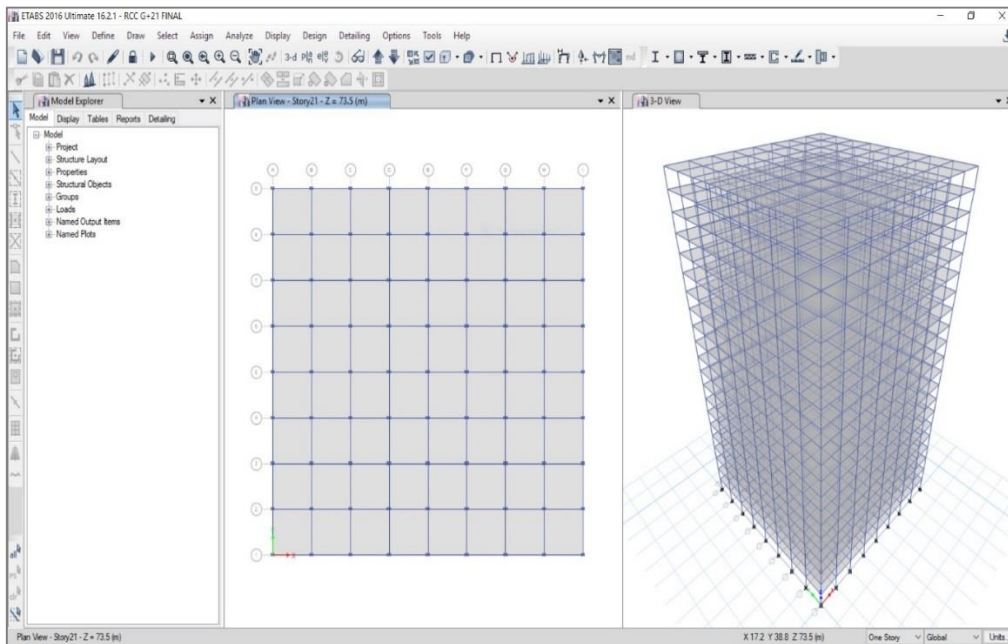 ETABS 2016 Ultimate 16.2.1 - RCC G+21 FINAL
File Edit View Define Draw Select Assign Analyze Display Design Detailing Options Tools Help
3-d
Model Explorer
Model Display Tables Reports Detailing
Model
Project
Structure Layout
Properties
Structural Objects
Groups
Loads
Named Output Items
Named Plots
Plan View - Story21 - Z = 73.5 (m)
X
3-D View
Plan View - Story21 - Z = 73.5 (m)
X 17.2 Y 38.8 Z 73.5 (m)
One Story
Global
Units